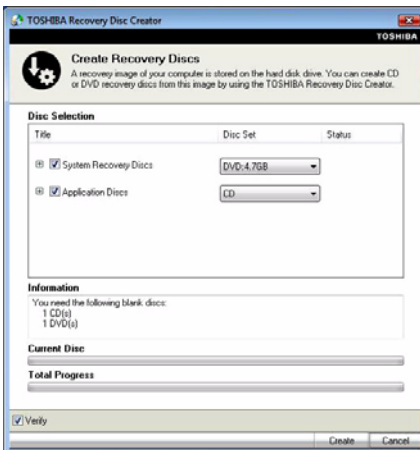 TOSHIBA Recovery Disc Creator
TOSHIBA
Create Recovery Discs
A recovery image of your computer is stored on the hard disk drive. You can create CD
or DVD recovery discs from this image by using the TOSHIBA Recovery Disc Creator.
Disc Selection
Title Disc Set Status
System Recovery Discs DVD:4.7GB
Application Discs CD
Information
You need the following blank discs:
1 CD(s)
1 DVD(s)
Current Disc
Total Progress
Verify
Create Cancel